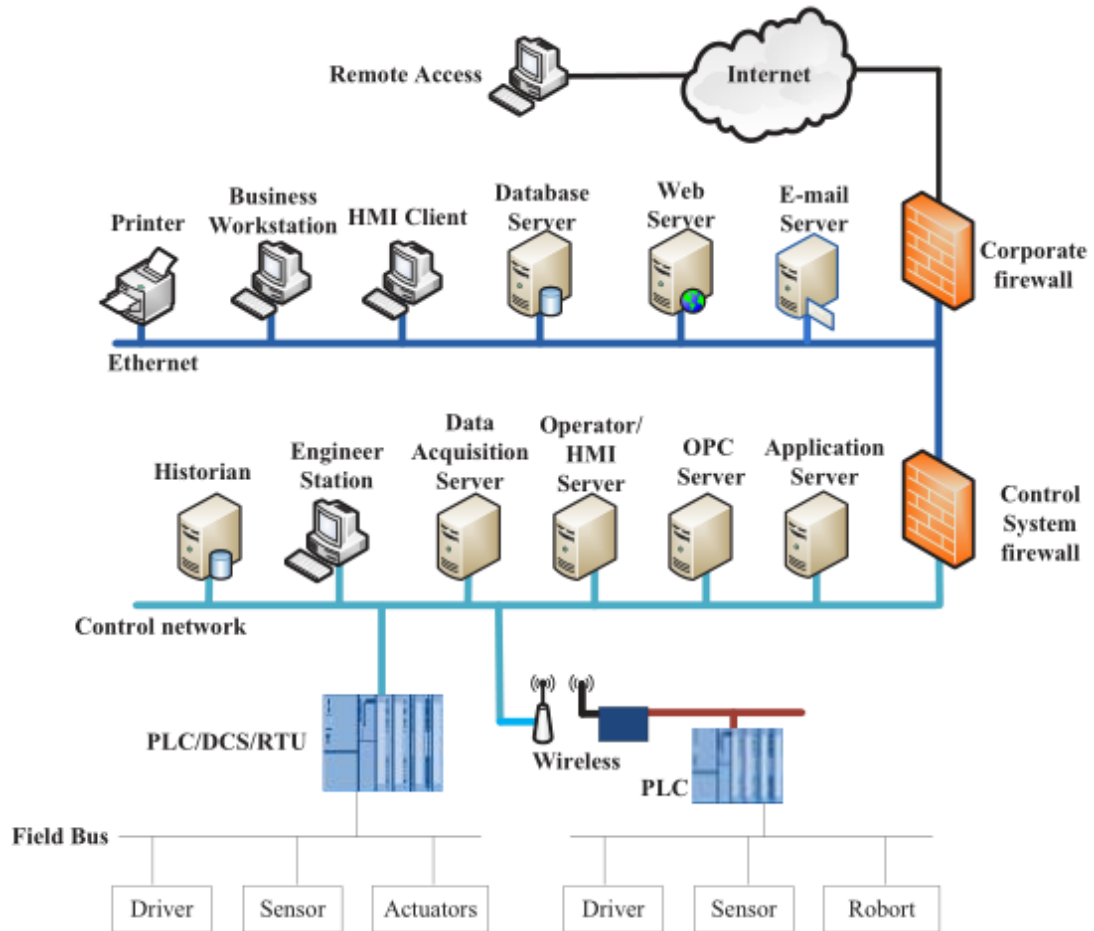 Remote Access
Internet
Printer
Business
Workstation
HMI Client
Database
Server
Web
Server
E-mail
Server
Corporate
firewall
Ethernet
Historian
Engineer
Station
Data
Acquisition
Server
Operator/
HMI
Server
OPC
Server
Application
Server
Control
System
firewall
Control network
PLC/DCS/RTU
Wireless
PLC
Field Bus
Driver
Sensor
Actuators
Driver
Sensor
Robort